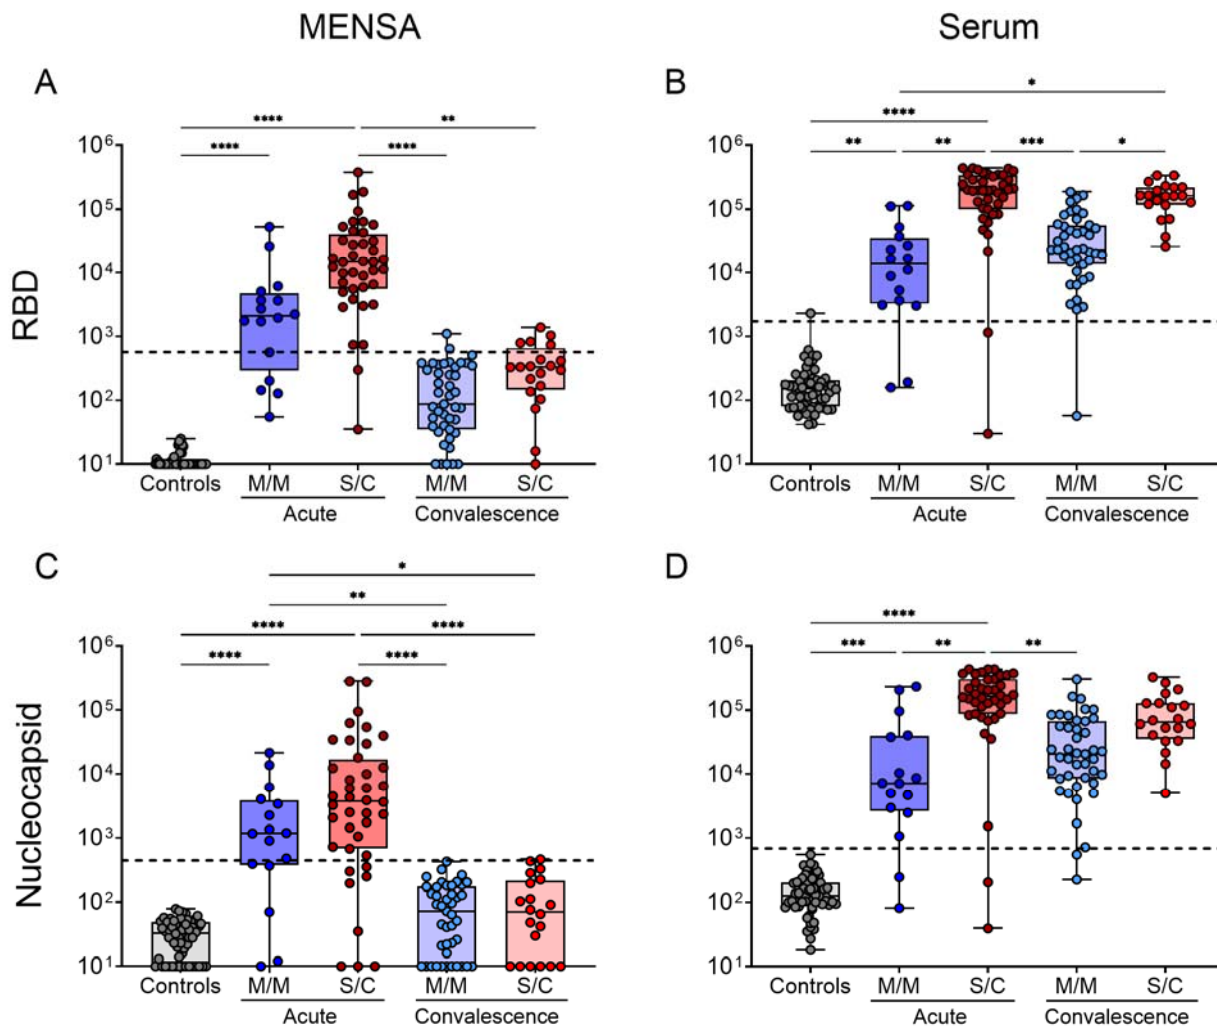 MENSA
Serum
A
B
RBD
**** **
**** ****
*
****
** ** *** *
10⁶
10⁵
10⁴
10³
10²
10¹
10⁶
10⁵
10⁴
10³
10²
10¹
Controls M/M S/C M/M S/C
Acute Convalescence
Controls M/M S/C M/M S/C
Acute Convalescence
C
D
Nucleocapsid
*
**
**** ****
**** ****
****
*** ** **
10⁶
10⁵
10⁴
10³
10²
10¹
10⁶
10⁵
10⁴
10³
10²
10¹
Controls M/M S/C M/M S/C
Acute Convalescence
Controls M/M S/C M/M S/C
Acute Convalescence